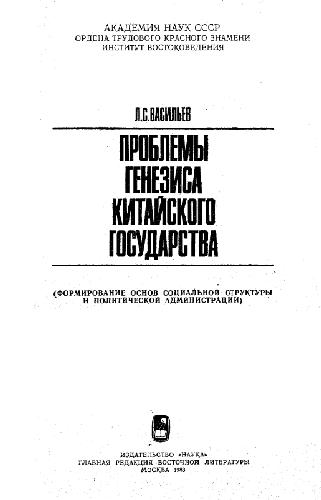 АКАДЕМИЯ НАУК СССР
ОРДЕНА ТРУДОВОГО КРАСНОГО ЗНАМЕНИ
ИНСТИТУТ ВОСТОКОВЕДЕНИЯ
Л.С.ВАСИЛЬЕВ
ПРОБЛЕМЫ
ГЕНЕЗИСА
КИТАЙСКОГО
ГОСУДАРСТВА
(ФОРМИРОВАНИЕ ОСНОВ СОЦИАЛЬНОЙ СТРУКТУРЫ
И ПОЛИТИЧЕСКОЙ АДМИНИСТРАЦИИ)
ИЗДАТЕЛЬСТВО «НАУКА»
ГЛАВНАЯ РЕДАКЦИЯ ВОСТОЧНОЙ ЛИТЕРАТУРЫ
МОСКВА 1983